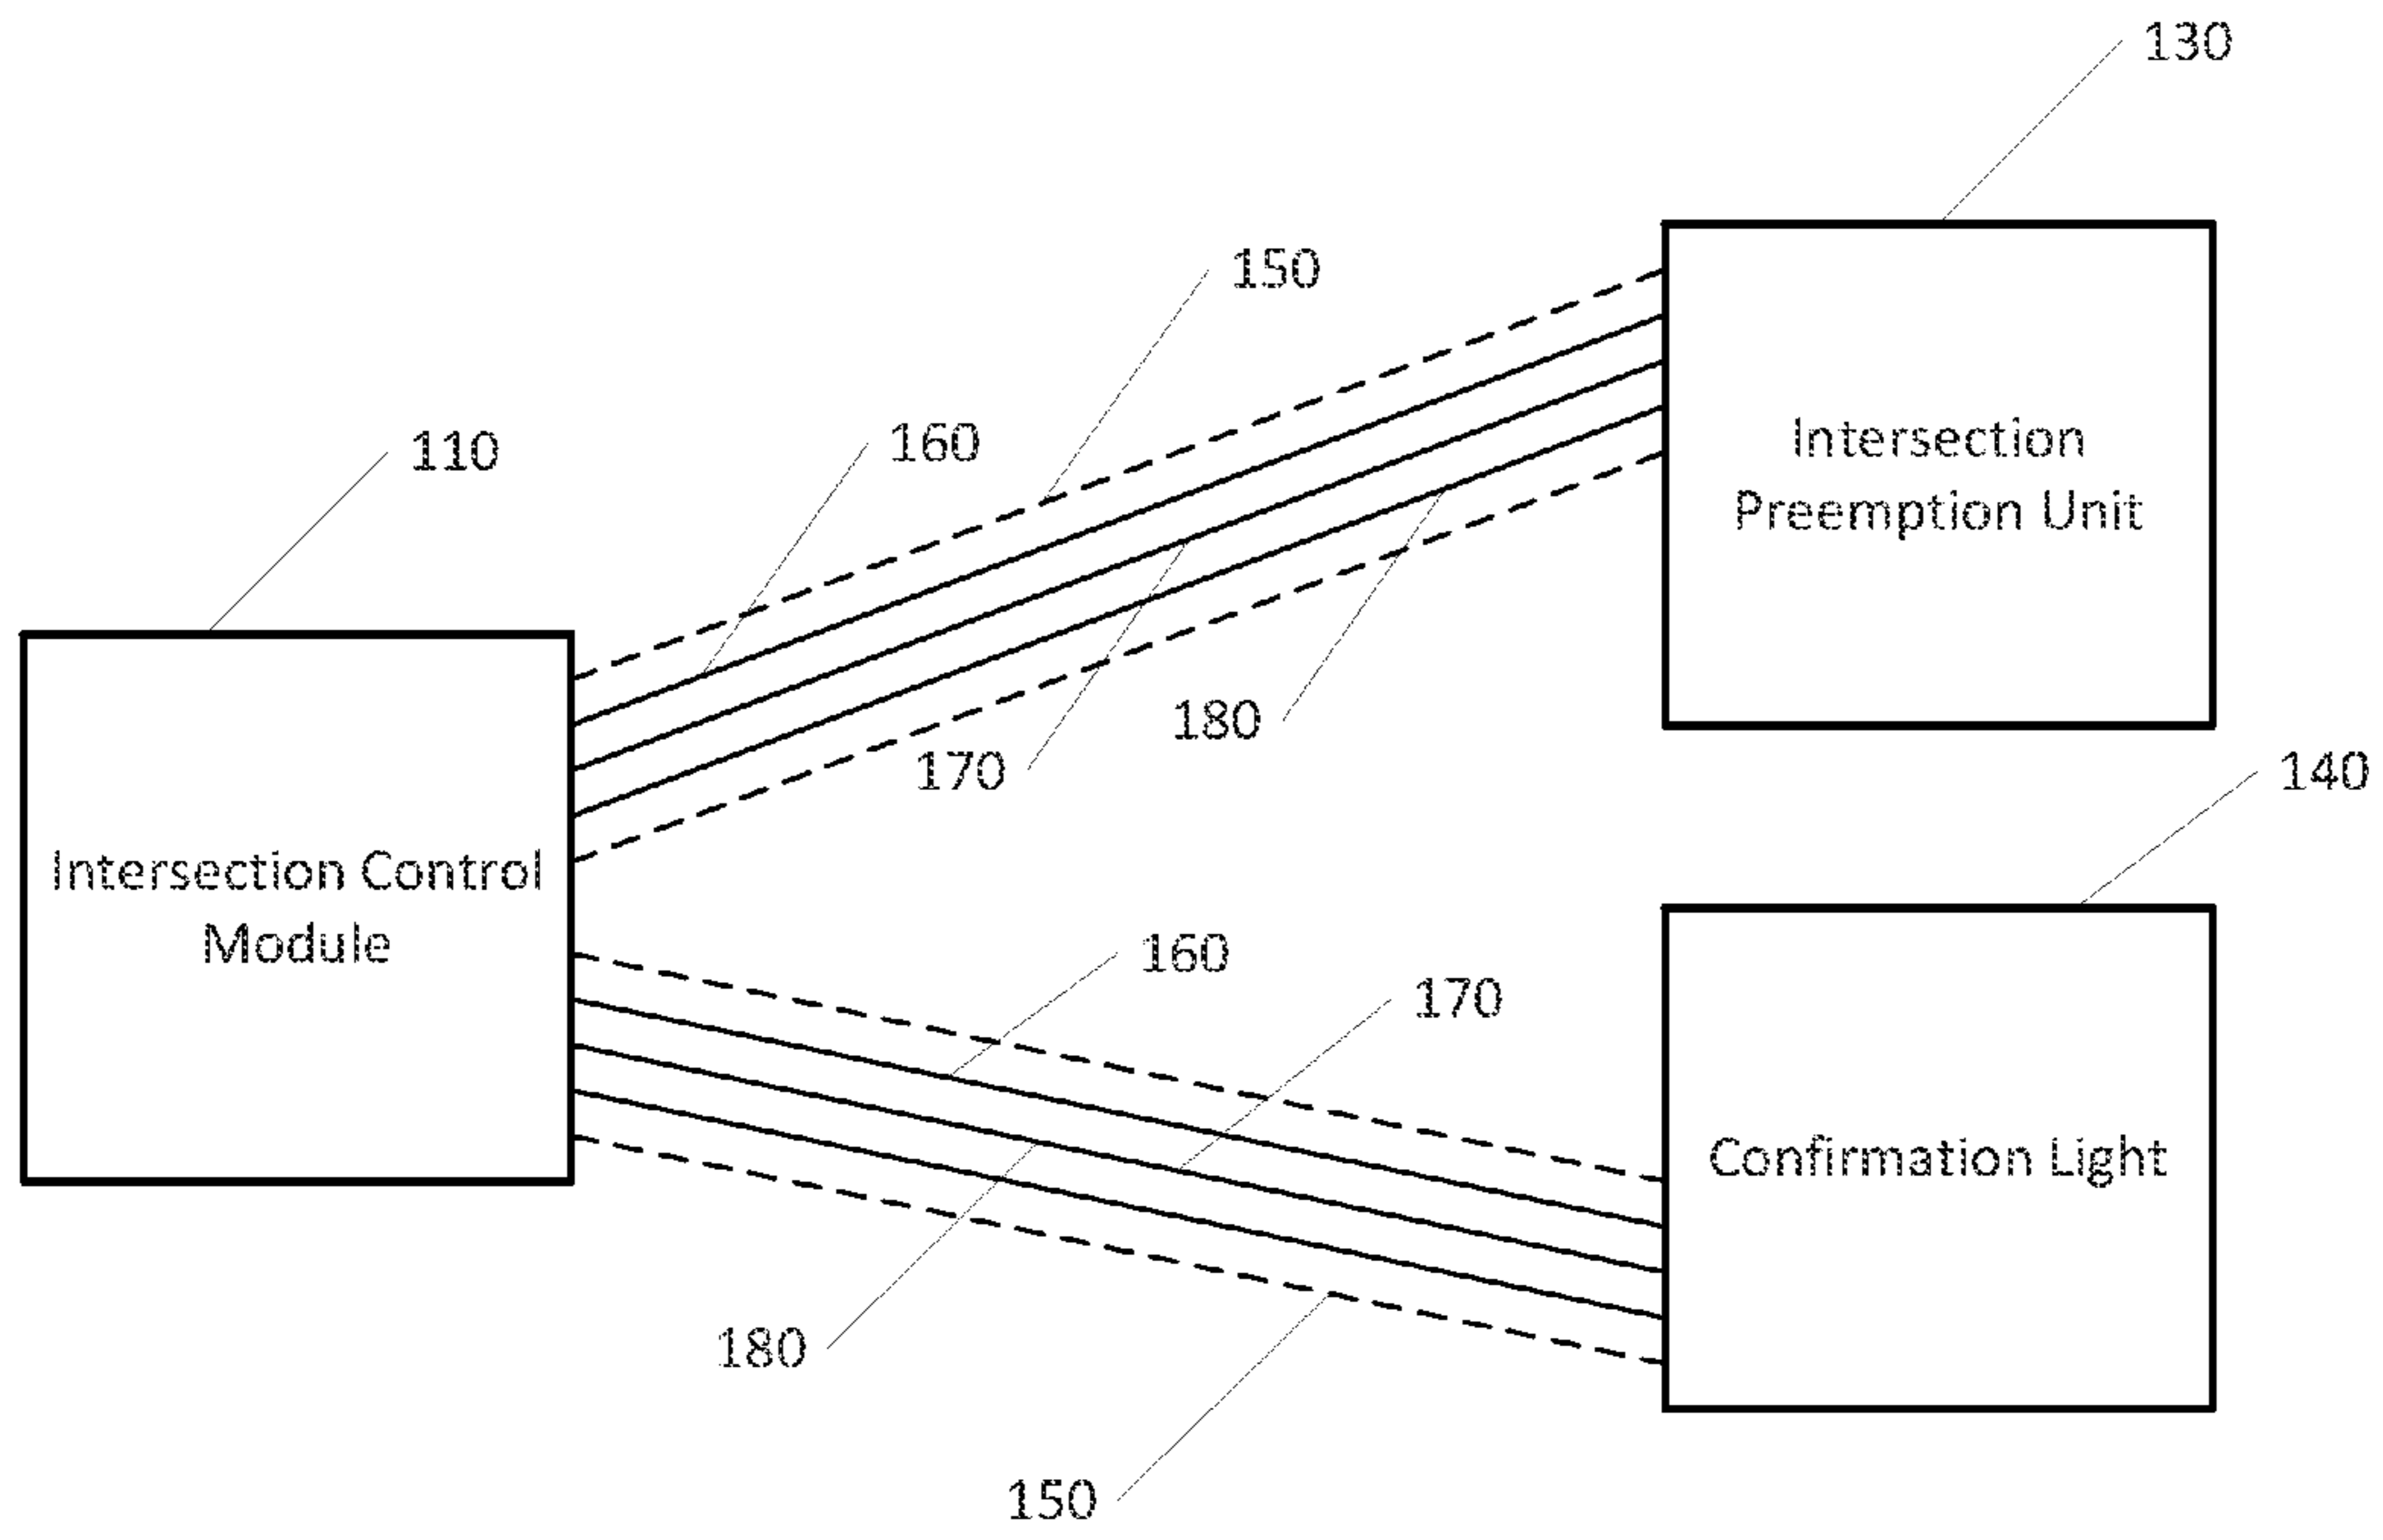 130
150
160
110
Intersection
Preemption Unit
180
170
140
Intersection Control
Module
160
170
Confirmation Light
180
150